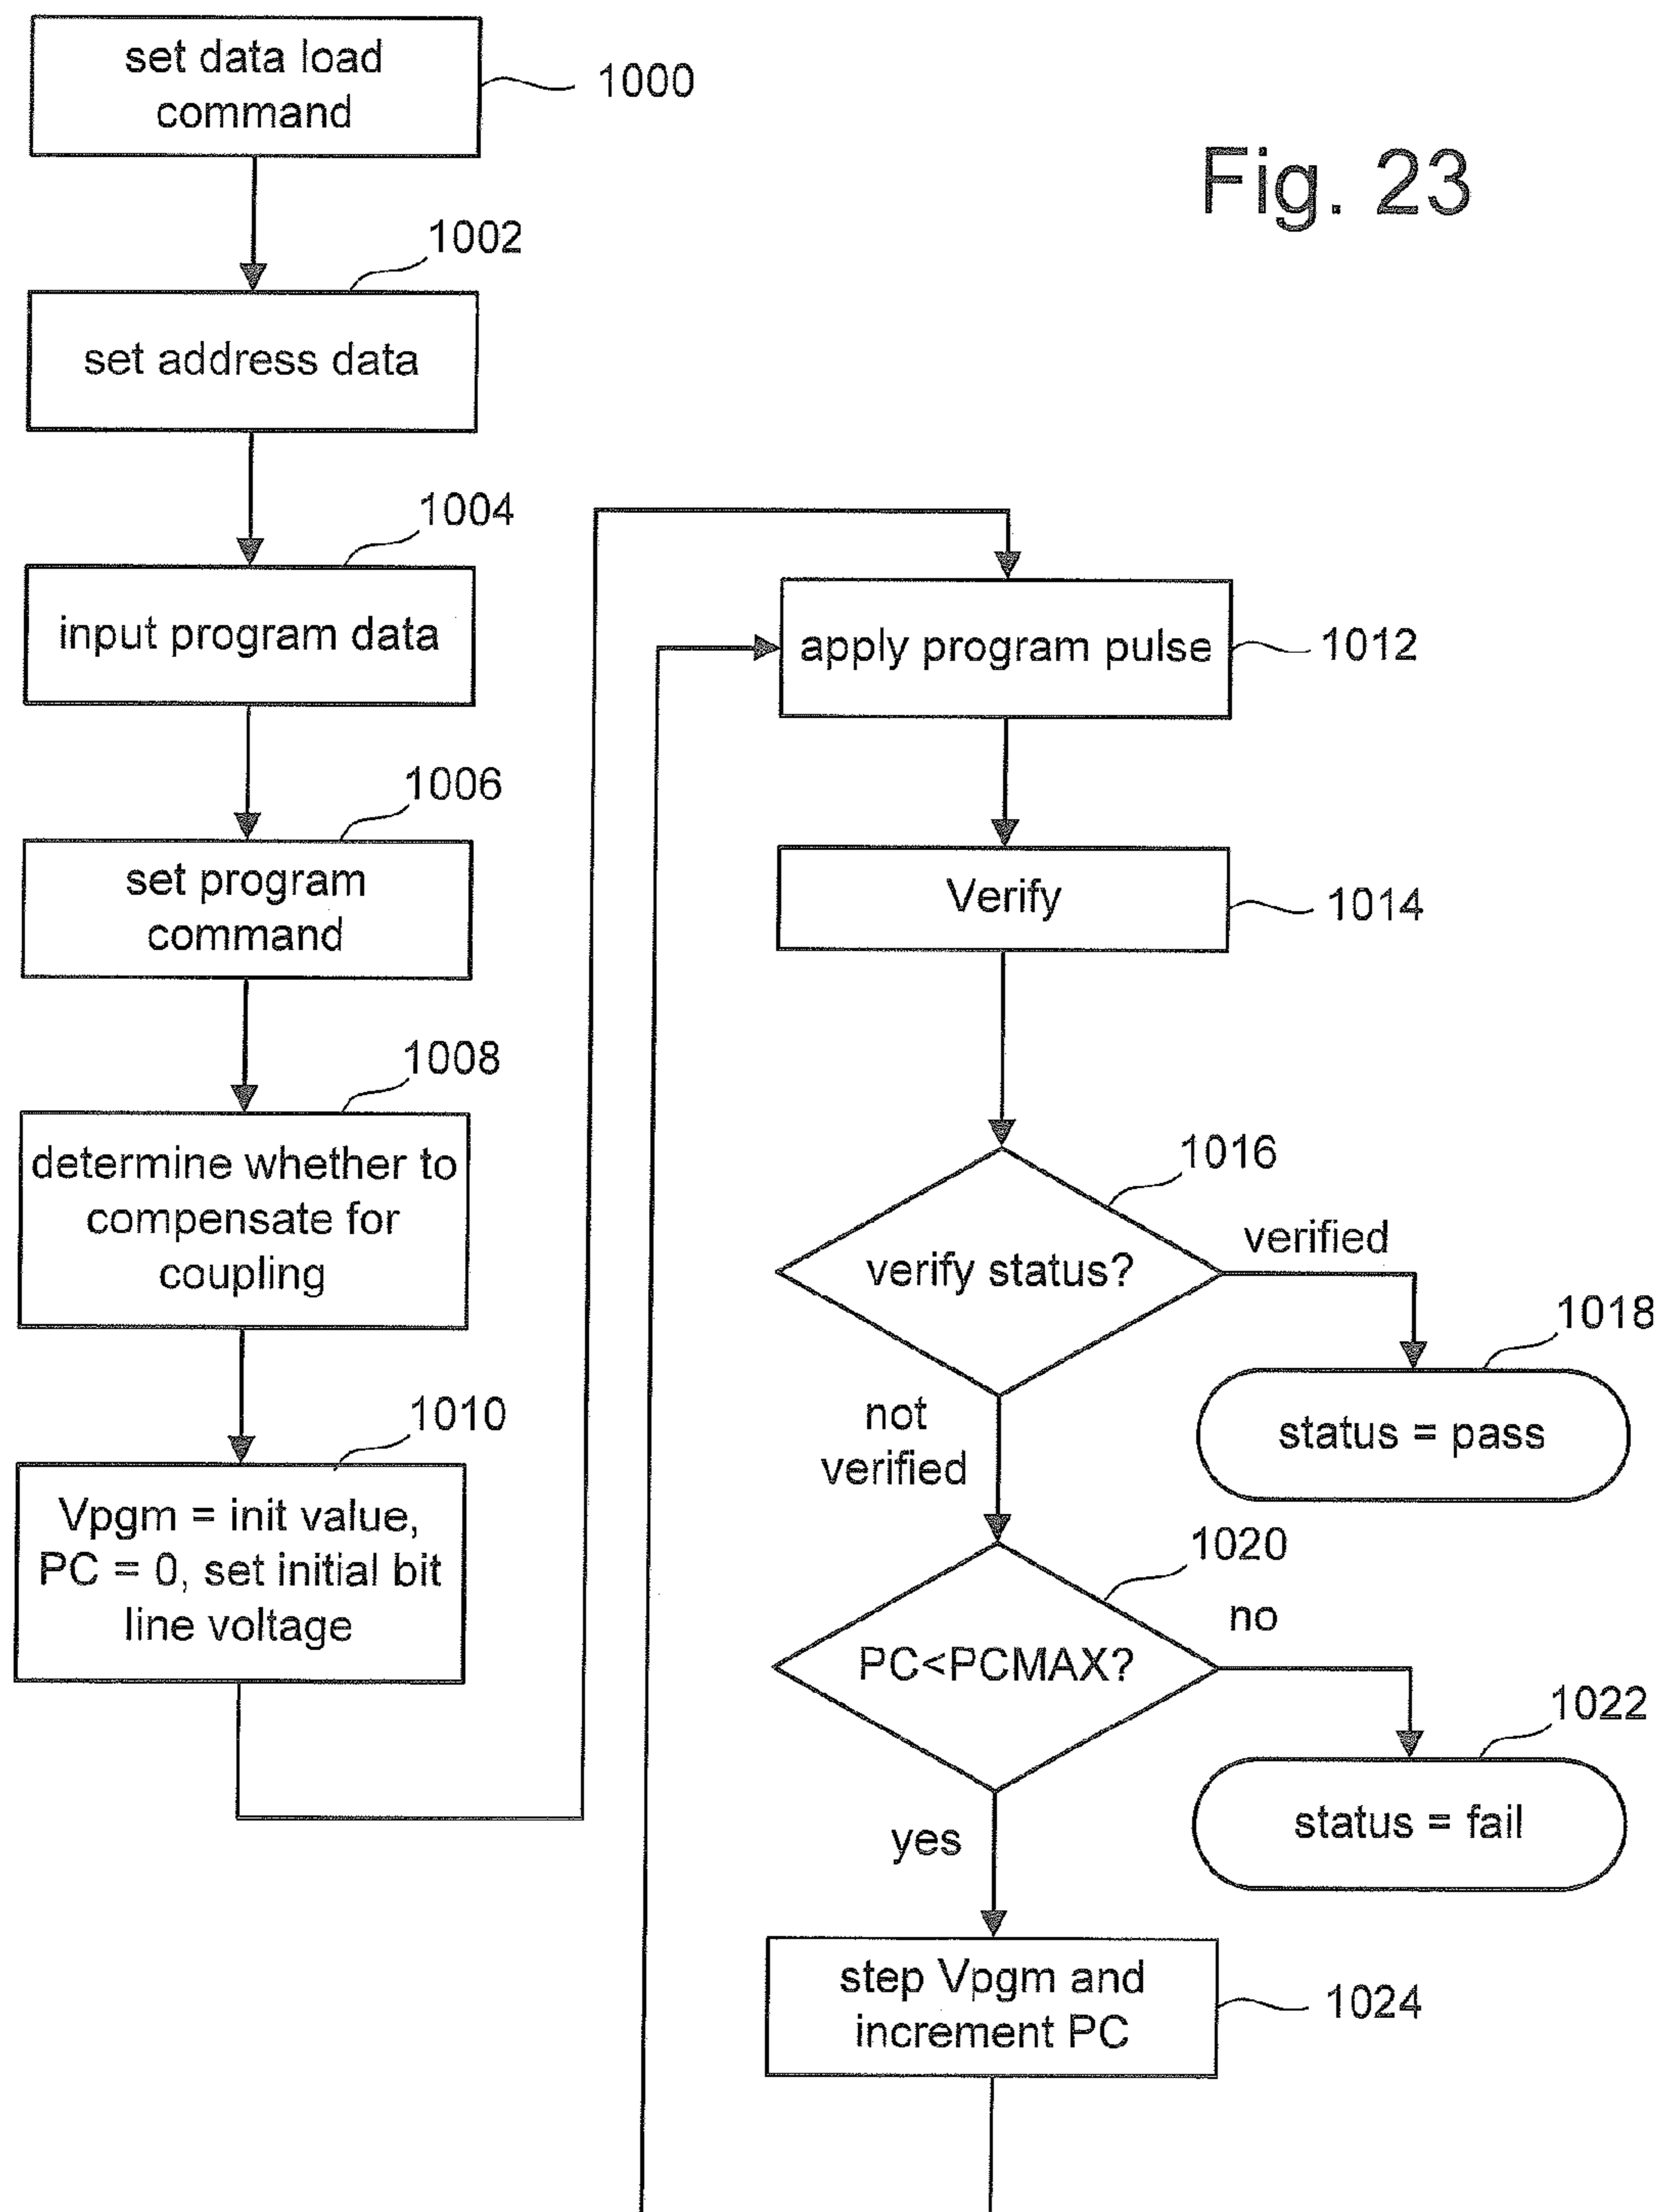 set data load
command
1000
Fig. 23
1002
set address data
1004
input program data
1006
set program
command
1008
determine whether to
compensate for
coupling
1010
Vpgm = init value,
PC = 0, set initial bit
line voltage
apply program pulse
1012
Verify
1014
1016
verify status?
verified
1018
status = pass
not
verified
1020
PC<PCMAX?
no
1022
status = fail
yes
step Vpgm and
increment PC
1024